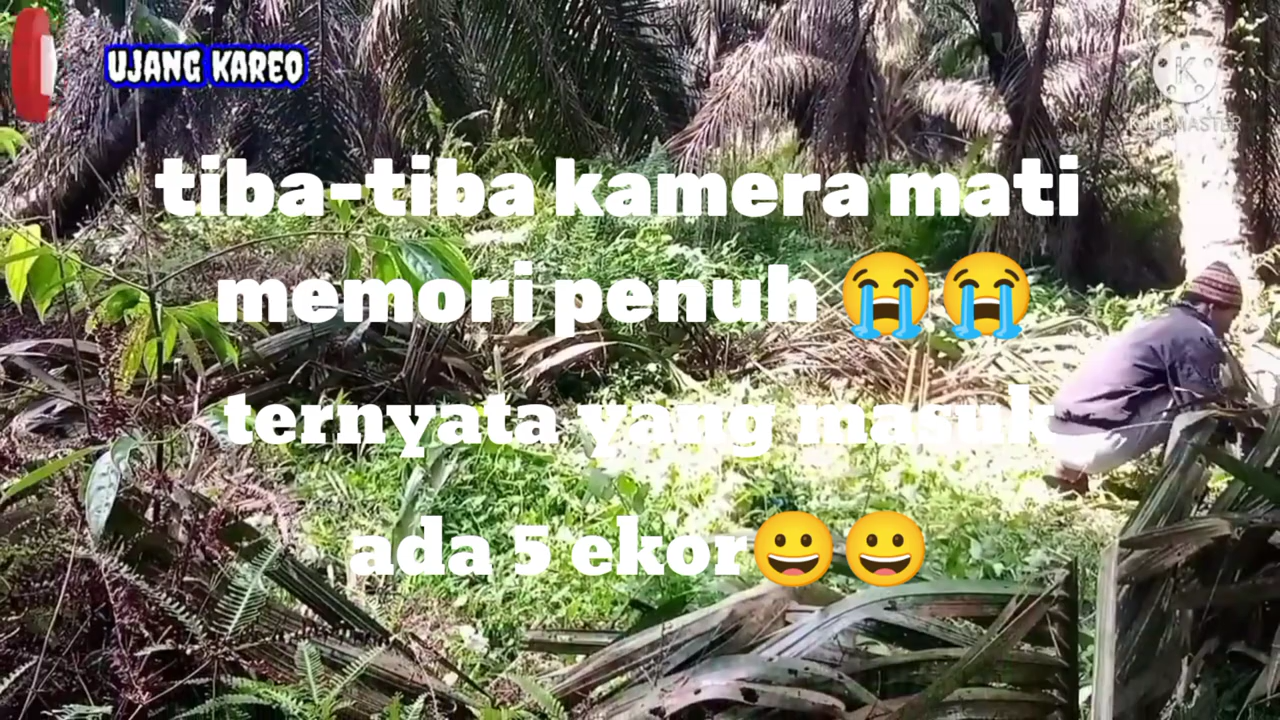 UJANG KAREO
tiba-tiba kamera mati
memori penuh 😭😭
ternyata yang masuk
ada 5 ekor😀😀